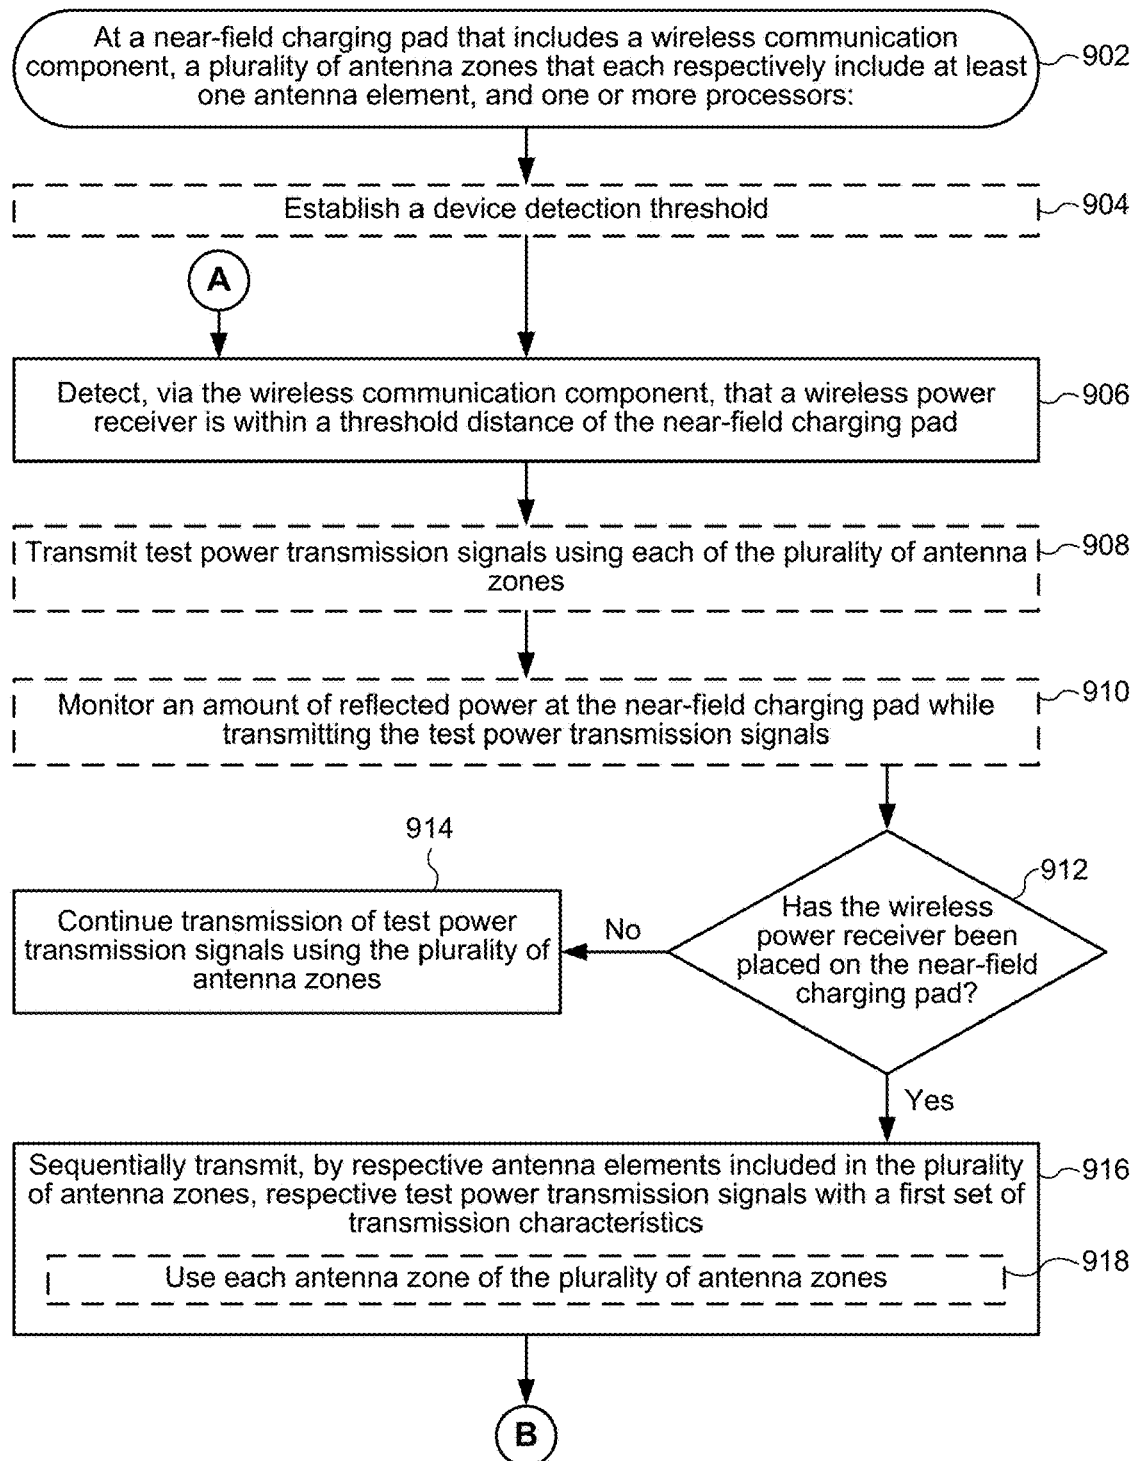 At a near-field charging pad that includes a wireless communication
component, a plurality of antenna zones that each respectively include at least
one antenna element, and one or more processors:
902
Establish a device detection threshold
904
A
Detect, via the wireless communication component, that a wireless power
receiver is within a threshold distance of the near-field charging pad
906
Transmit test power transmission signals using each of the plurality of antenna
zones
908
Monitor an amount of reflected power at the near-field charging pad while
transmitting the test power transmission signals
910
914
Continue transmission of test power
transmission signals using the plurality of
antenna zones
No
912
Has the wireless
power receiver been
placed on the near-field
charging pad?
Yes
Sequentially transmit, by respective antenna elements included in the plurality
of antenna zones, respective test power transmission signals with a first set of
transmission characteristics
916
Use each antenna zone of the plurality of antenna zones
918
B